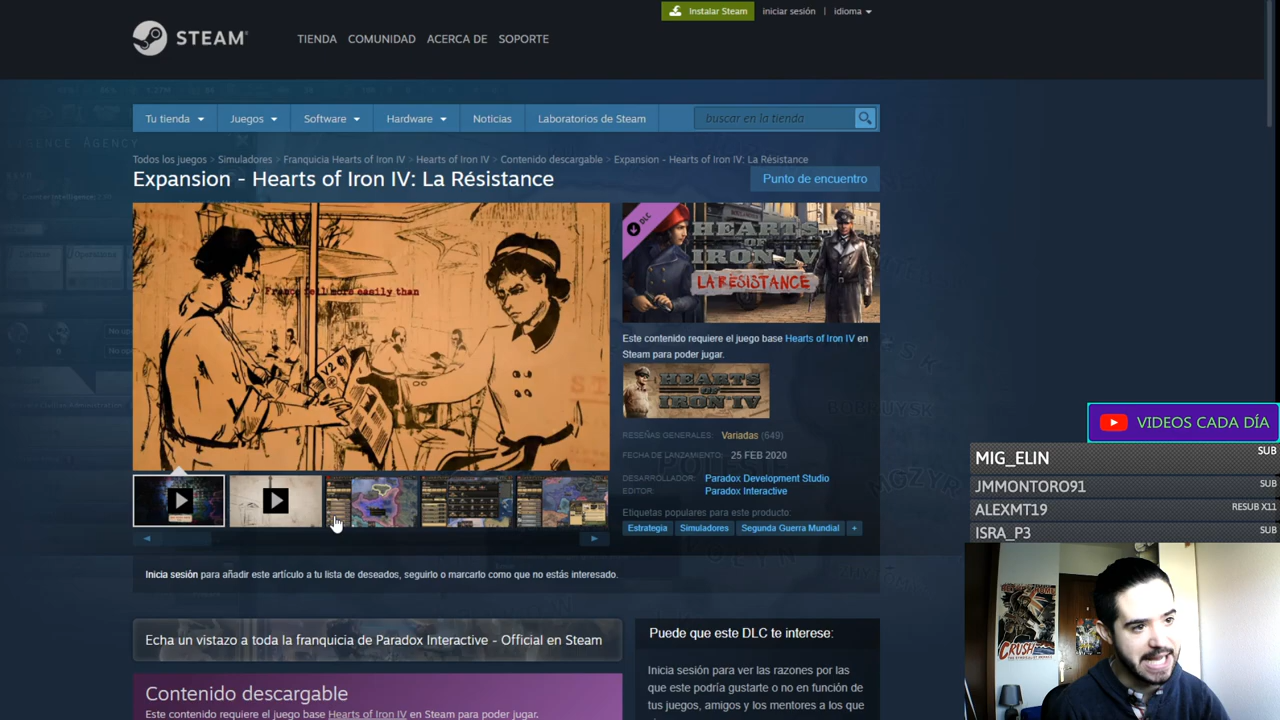 Instalar Steam
iniciar sesión | idioma
STEAM
TIENDA COMUNIDAD ACERCA DE SOPORTE
Tu tienda Juegos Software Hardware Noticias Laboratorios de Steam
buscar en la tienda
Todos los juegos > Simuladores > Franquicia Hearts of Iron IV > Hearts of Iron IV > Contenido descargable > Expansion - Hearts of Iron IV: La Résistance
Expansion - Hearts of Iron IV: La Résistance
Punto de encuentro
France fell more easily than
V2
DLC
HEARTS OF IRON IV
LA RÉSISTANCE
Este contenido requiere el juego base Hearts of Iron IV en
Steam para poder jugar.
HEARTS OF IRON IV
RESEÑAS GENERALES: Variadas (649)
FECHA DE LANZAMIENTO: 25 FEB 2020
DESARROLLADOR: Paradox Development Studio
EDITOR: Paradox Interactive
Etiquetas populares para este producto:
Estrategia Simuladores Segunda Guerra Mundial +
Inicia sesión para añadir este artículo a tu lista de deseados, seguirlo o marcarlo como que no estás interesado.
Echa un vistazo a toda la franquicia de Paradox Interactive - Official en Steam
Contenido descargable
Este contenido requiere el juego base Hearts of Iron IV en Steam para poder jugar.
Puede que este DLC te interese:
Inicia sesión para ver las razones por las
que este podría gustarte o no en función de
tus juegos, amigos y los mentores a los que
VIDEOS CADA DÍA
MIG_ELIN SUB
JMMONTORO91 SUB
ALEXMT19 RESUB X11
ISRA_P3 SUB
CRUSH